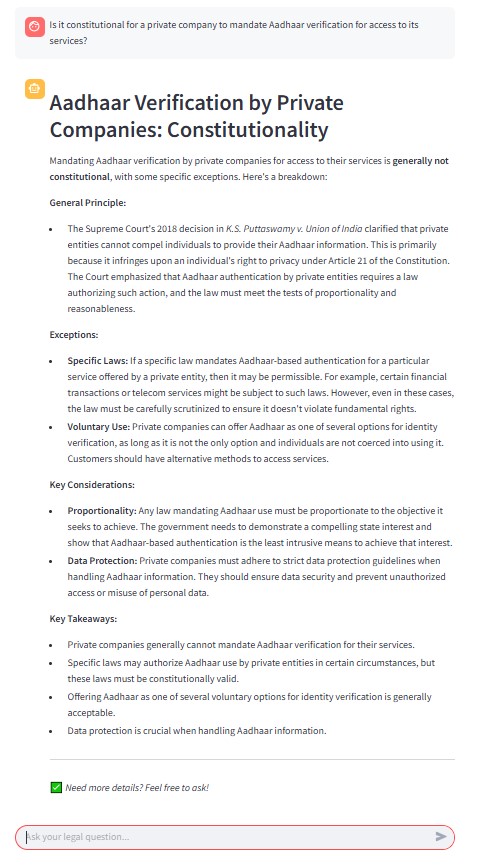 Is it constitutional for a private company to mandate Aadhaar verification for access to its
services?
Aadhaar Verification by Private
Companies: Constitutionality
Mandating Aadhaar verification by private companies for access to their services is generally not
constitutional, with some specific exceptions. Here's a breakdown:
General Principle:
• The Supreme Court's 2018 decision in K.S. Puttaswamy v. Union of India clarified that private
entities cannot compel individuals to provide their Aadhaar information. This is primarily
because it infringes upon an individual's right to privacy under Article 21 of the Constitution.
The Court emphasized that Aadhaar authentication by private entities requires a law
authorizing such action, and the law must meet the tests of proportionality and
reasonableness.
Exceptions:
• Specific Laws: If a specific law mandates Aadhaar-based authentication for a particular
service offered by a private entity, then it may be permissible. For example, certain financial
transactions or telecom services might be subject to such laws. However, even in these cases,
the law must be carefully scrutinized to ensure it doesn't violate fundamental rights.
• Voluntary Use: Private companies can offer Aadhaar as one of several options for identity
verification, as long as it is not the only option and individuals are not coerced into using it.
Customers should have alternative methods to access services.
Key Considerations:
• Proportionality: Any law mandating Aadhaar use must be proportionate to the objective it
seeks to achieve. The government needs to demonstrate a compelling state interest and
show that Aadhaar-based authentication is the least intrusive means to achieve that interest.
• Data Protection: Private companies must adhere to strict data protection guidelines when
handling Aadhaar information. They should ensure data security and prevent unauthorized
access or misuse of personal data.
Key Takeaways:
• Private companies generally cannot mandate Aadhaar verification for their services.
• Specific laws may authorize Aadhaar use by private entities in certain circumstances, but
these laws must be constitutionally valid.
• Offering Aadhaar as one of several voluntary options for identity verification is generally
acceptable.
• Data protection is crucial when handling Aadhaar information.
✅ Need more details? Feel free to ask!
Ask your legal question...